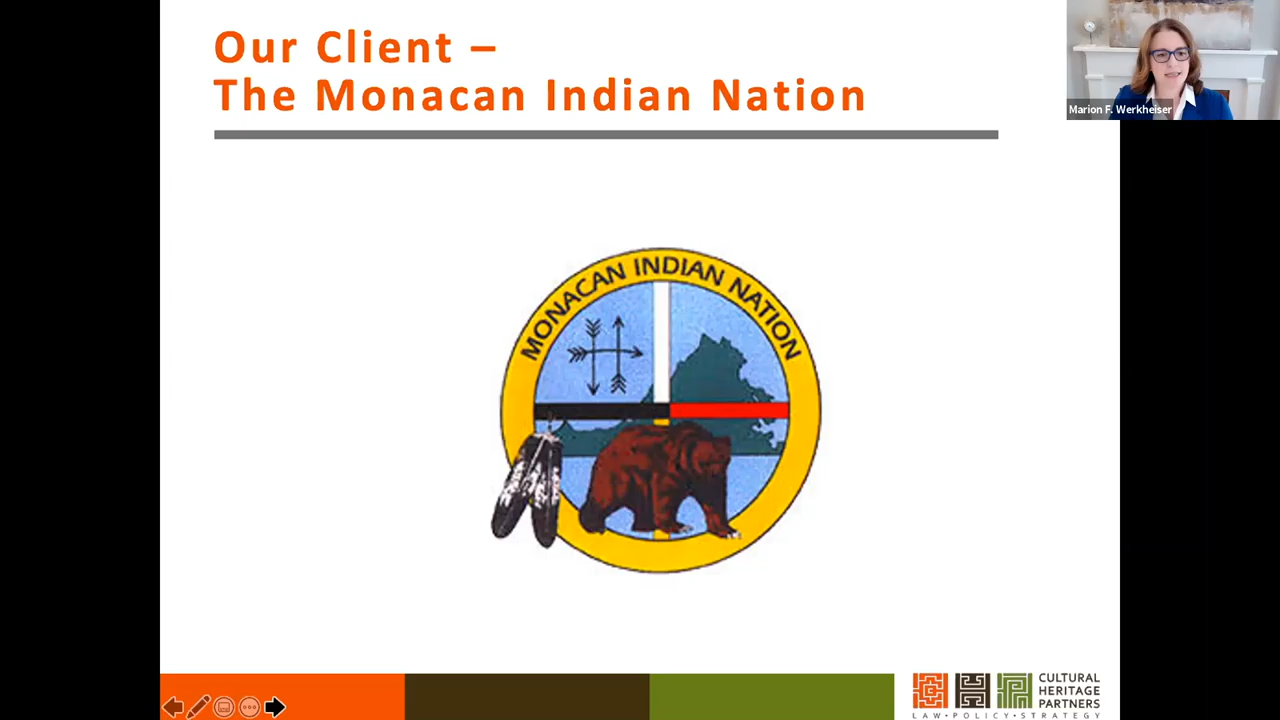 Our Client –
The Monacan Indian Nation
Marion F. Werkheiser
MONACAN INDIAN NATION
CULTURAL
HERITAGE
PARTNERS
LAW•POLICY•STRATEGY